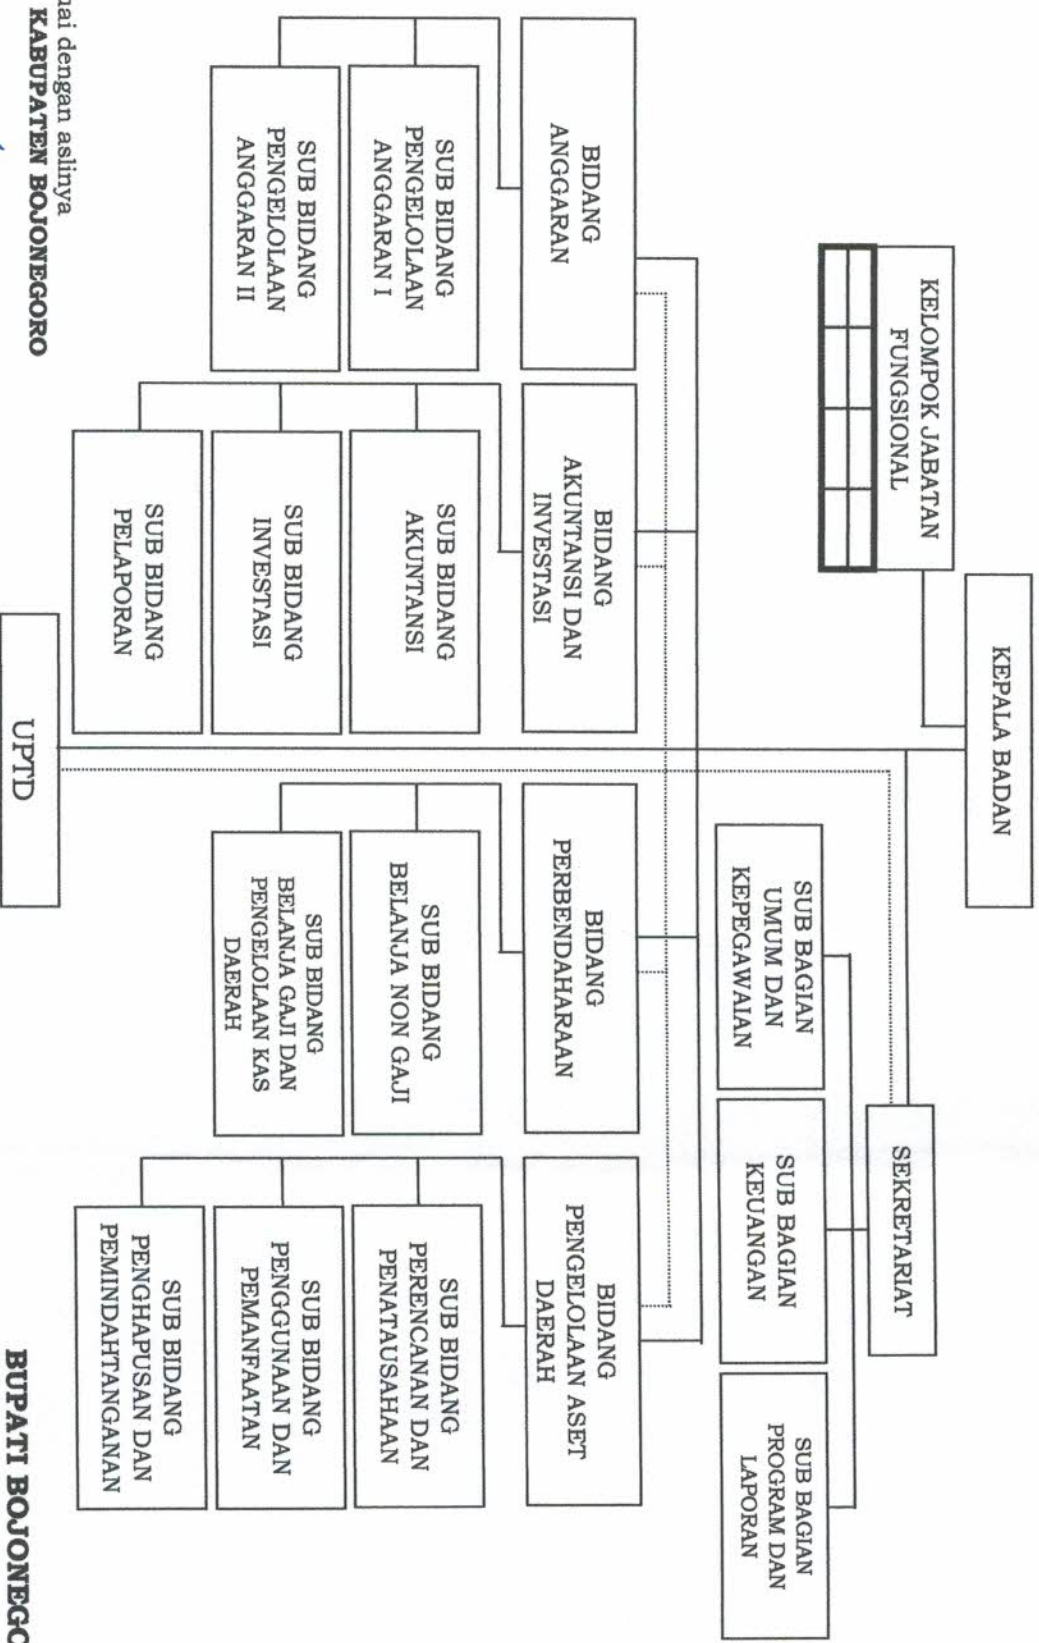 KEPALA BADAN
KELOMPOK JABATAN
FUNGSIONAL
SEKRETARIAT
SUB BAGIAN
UMUM DAN
KEPEGAWAIAN
SUB BAGIAN
KEUANGAN
SUB BAGIAN
PROGRAM DAN
LAPORAN
BIDANG
ANGGARAN
BIDANG
AKUNTANSI DAN
INVESTASI
BIDANG
PERBENDAHARAAN
BIDANG
PENGELOLAAN ASET
DAERAH
SUB BIDANG
PENGELOLAAN
ANGGARAN I
SUB BIDANG
PENGELOLAAN
ANGGARAN II
SUB BIDANG
AKUNTANSI
SUB BIDANG
INVESTASI
SUB BIDANG
PELAPORAN
SUB BIDANG
BELANJA NON GAJI
SUB BIDANG
BELANJA GAJI DAN
PENGELOLAAN KAS
DAERAH
SUB BIDANG
PERENCANAN DAN
PENATAUSAHAAN
SUB BIDANG
PENGGUNAAN DAN
PEMANFAATAN
SUB BIDANG
PENGHAPUSAN DAN
PEMINDAHTANGANAN
UPTD
dengan aslinya
KABUPATEN BOJONEGORO
BUPATI